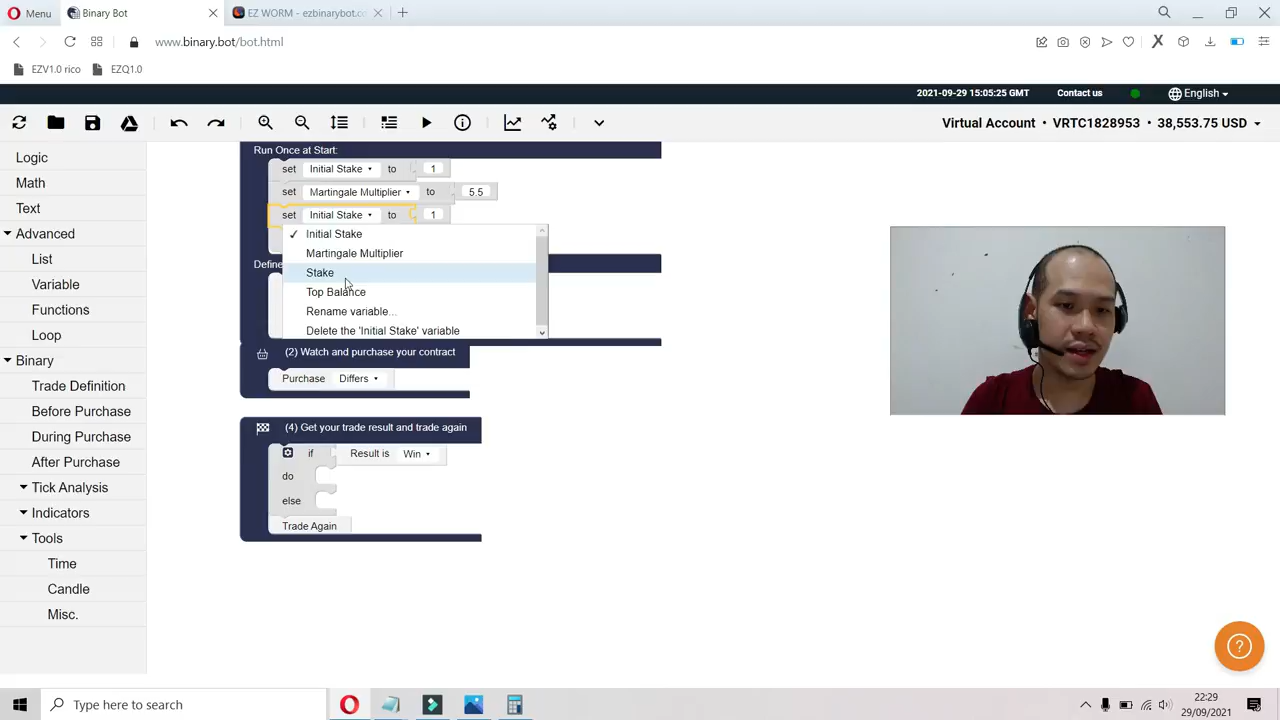 Menu
Binary Bot
EZ WORM - ezbinarybot.co
www.binary.bot/bot.html
EZV1.0 rico
EZQ1.0
2021-09-29 15:05:25 GMT
Contact us
English
Virtual Account • VRTC1828953 • 38,553.75 USD
Logic
Math
Text
Advanced
List
Variable
Functions
Loop
Binary
Trade Definition
Before Purchase
During Purchase
After Purchase
Tick Analysis
Indicators
Tools
Time
Candle
Misc.
Run Once at Start:
set Initial Stake to 1
set Martingale Multiplier to 5.5
set Initial Stake to 1
✓ Initial Stake
Martingale Multiplier
Stake
Top Balance
Rename variable...
Delete the 'Initial Stake' variable
Define
(2) Watch and purchase your contract
Purchase Differs
(4) Get your trade result and trade again
if Result is Win
do
else
Trade Again
?
Type here to search
22:29
29/09/2021